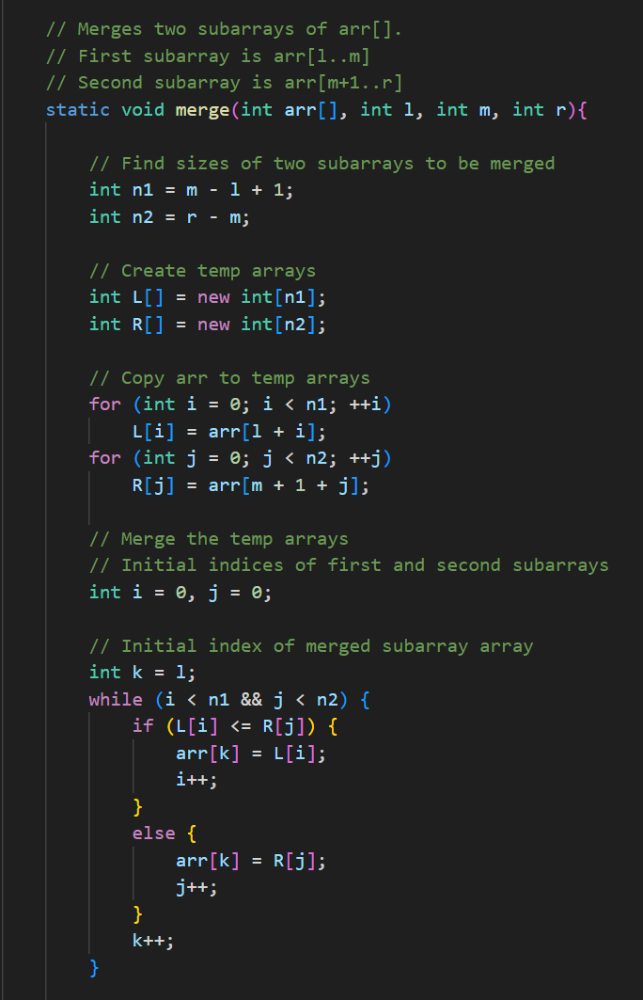 // Merges two subarrays of arr[].
// First subarray is arr[l..m]
// Second subarray is arr[m+1..r]
static void merge(int arr[], int l, int m, int r){
// Find sizes of two subarrays to be merged
int n1 = m - l + 1;
int n2 = r - m;
// Create temp arrays
int L[] = new int[n1];
int R[] = new int[n2];
// Copy arr to temp arrays
for (int i = 0; i < n1; ++i)
L[i] = arr[l + i];
for (int j = 0; j < n2; ++j)
R[j] = arr[m + 1 + j];
// Merge the temp arrays
// Initial indices of first and second subarrays
int i = 0, j = 0;
// Initial index of merged subarray array
int k = l;
while (i < n1 && j < n2) {
if (L[i] <= R[j]) {
arr[k] = L[i];
i++;
}
else {
arr[k] = R[j];
j++;
}
k++;
}